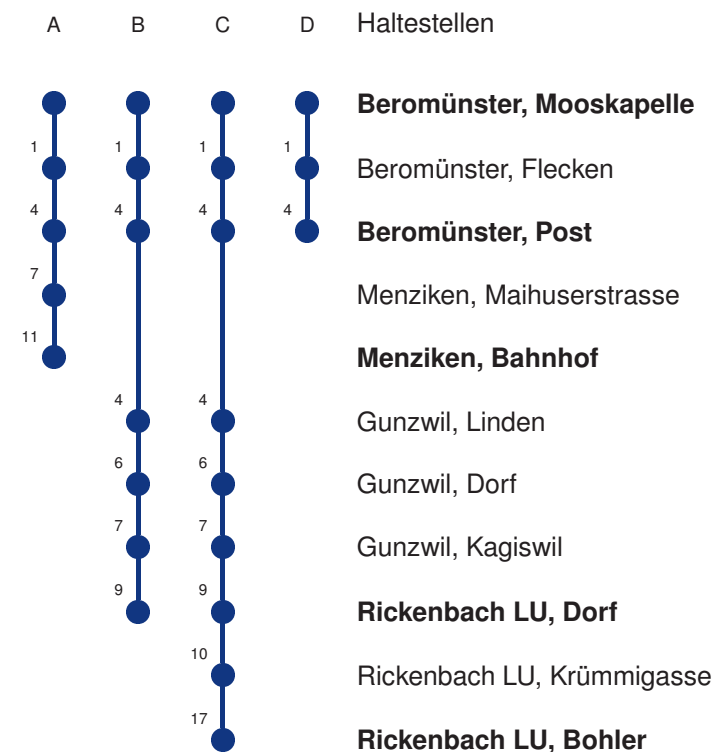 A B C D Haltestellen
Beromünster, Mooskapelle
1 1 1 1 Beromünster, Flecken
4 4 4 4 Beromünster, Post
7 Menziken, Maihuserstrasse
11 Menziken, Bahnhof
4 4 Gunzwil, Linden
6 6 Gunzwil, Dorf
7 7 Gunzwil, Kagiswil
9 9 Rickenbach LU, Dorf
10 Rickenbach LU, Krümmigasse
17 Rickenbach LU, Bohler